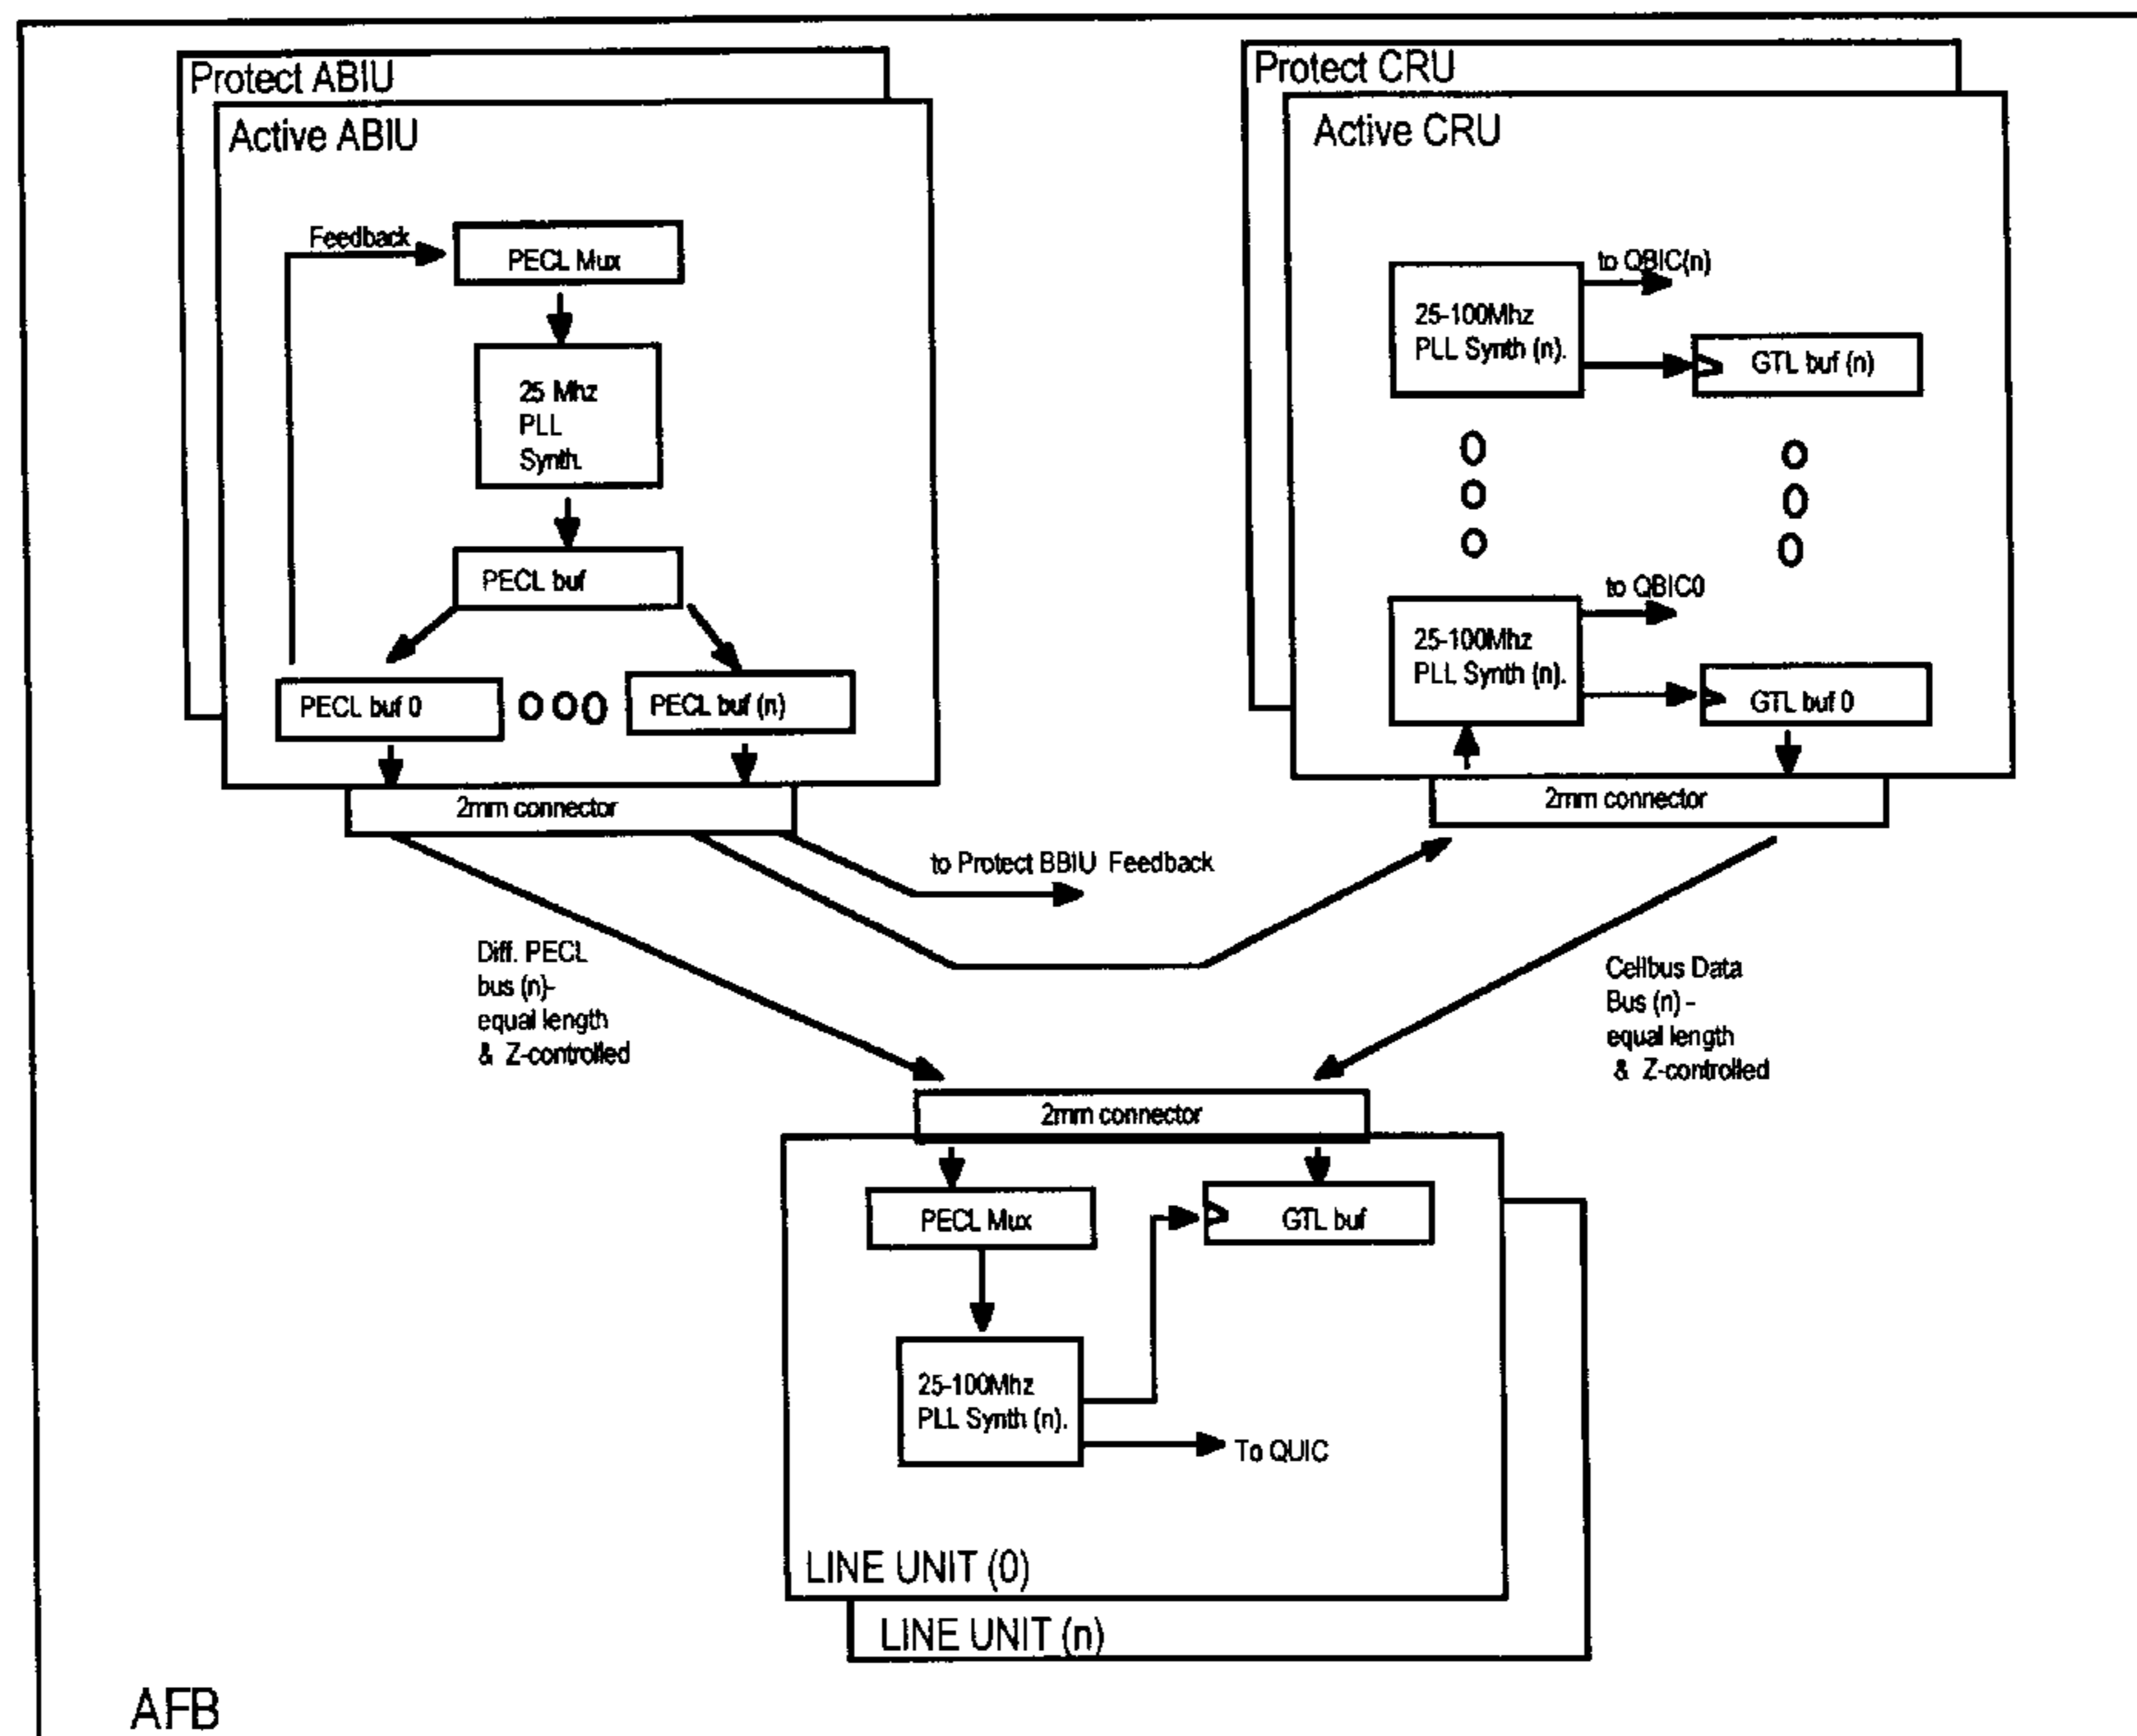 Protect ABIU
Active ABIU
Feedback
PECL Mux
25 Mhz
PLL
Synth.
PECL buf
PECL buf 0
PECL buf (n)
2mm connector
Protect CRU
Active CRU
to QBIC(n)
25-100Mhz
PLL Synth (n).
GTL buf (n)
to QBIC0
25-100Mhz
PLL Synth (n).
GTL buf 0
2mm connector
to Protect BBIU Feedback
Diff. PECL
bus (n)-
equal length
& Z-controlled
Cellbus Data
Bus (n) -
equal length
& Z-controlled
2mm connector
PECL Mux
GTL buf
25-100Mhz
PLL Synth (n).
To QUIC
LINE UNIT (0)
LINE UNIT (n)
AFB